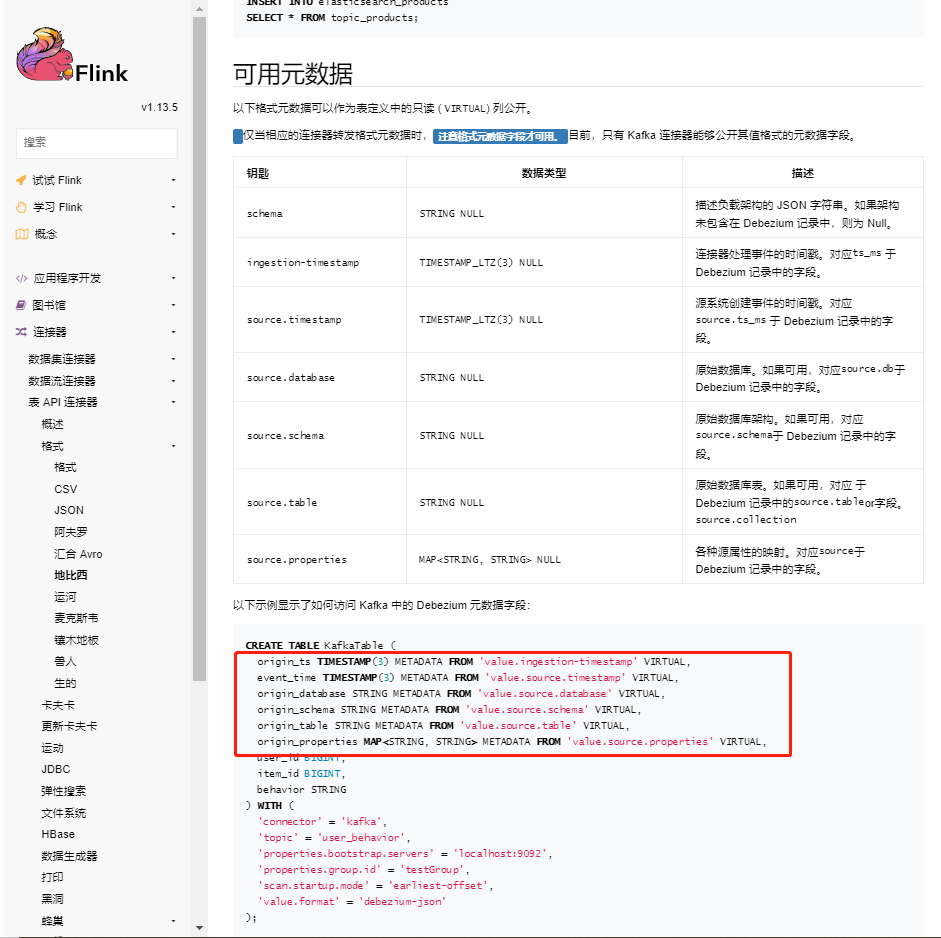 Flink
v1.13.5
搜索
试试 Flink
学习 Flink
概念
应用程序开发
图书馆
连接器
数据集连接器
数据流连接器
表 API 连接器
概述
格式
格式
CSV
JSON
阿夫罗
汇合 Avro
地比西
运河
麦克斯韦
镶木地板
兽人
生的
卡夫卡
更新卡夫卡
运动
JDBC
弹性搜索
文件系统
HBase
数据生成器
打印
黑洞
蜂巢
INSERT INTO elasticsearch_products
SELECT * FROM topic_products;
可用元数据
以下格式元数据可以作为表定义中的只读 ( VIRTUAL) 列公开。
仅当相应的连接器转发格式元数据时，注意格式元数据字段才可用。目前，只有 Kafka 连接器能够公开其值格式的元数据字段。
钥匙 数据类型 描述
schema STRING NULL 描述负载架构的 JSON 字符串。如果架构
未包含在 Debezium 记录中，则为 Null。
ingestion-timestamp TIMESTAMP_LTZ(3) NULL 连接器处理事件的时间戳。对应ts_ms 于
Debezium 记录中的字段。
source.timestamp TIMESTAMP_LTZ(3) NULL 源系统创建事件的时间戳。对应
source.ts_ms 于 Debezium 记录中的字
段。
source.database STRING NULL 原始数据库。如果可用，对应source.db于
Debezium 记录中的字段。
source.schema STRING NULL 原始数据库架构。如果可用，对应
source.schema于 Debezium 记录中的字
段。
source.table STRING NULL 原始数据库表。如果可用，对应 于
Debezium 记录中的source.tableor字段。
source.collection
source.properties MAP<STRING, STRING> NULL 各种源属性的映射。对应source于
Debezium 记录中的字段。
以下示例显示了如何访问 Kafka 中的 Debezium 元数据字段：
CREATE TABLE KafkaTable (
origin_ts TIMESTAMP(3) METADATA FROM 'value.ingestion-timestamp' VIRTUAL,
event_time TIMESTAMP(3) METADATA FROM 'value.source.timestamp' VIRTUAL,
origin_database STRING METADATA FROM 'value.source.database' VIRTUAL,
origin_schema STRING METADATA FROM 'value.source.schema' VIRTUAL,
origin_table STRING METADATA FROM 'value.source.table' VIRTUAL,
origin_properties MAP<STRING, STRING> METADATA FROM 'value.source.properties' VIRTUAL,
user_id BIGINT,
item_id BIGINT,
behavior STRING
) WITH (
'connector' = 'kafka',
'topic' = 'user_behavior',
'properties.bootstrap.servers' = 'localhost:9092',
'properties.group.id' = 'testGroup',
'scan.startup.mode' = 'earliest-offset',
'value.format' = 'debezium-json'
);